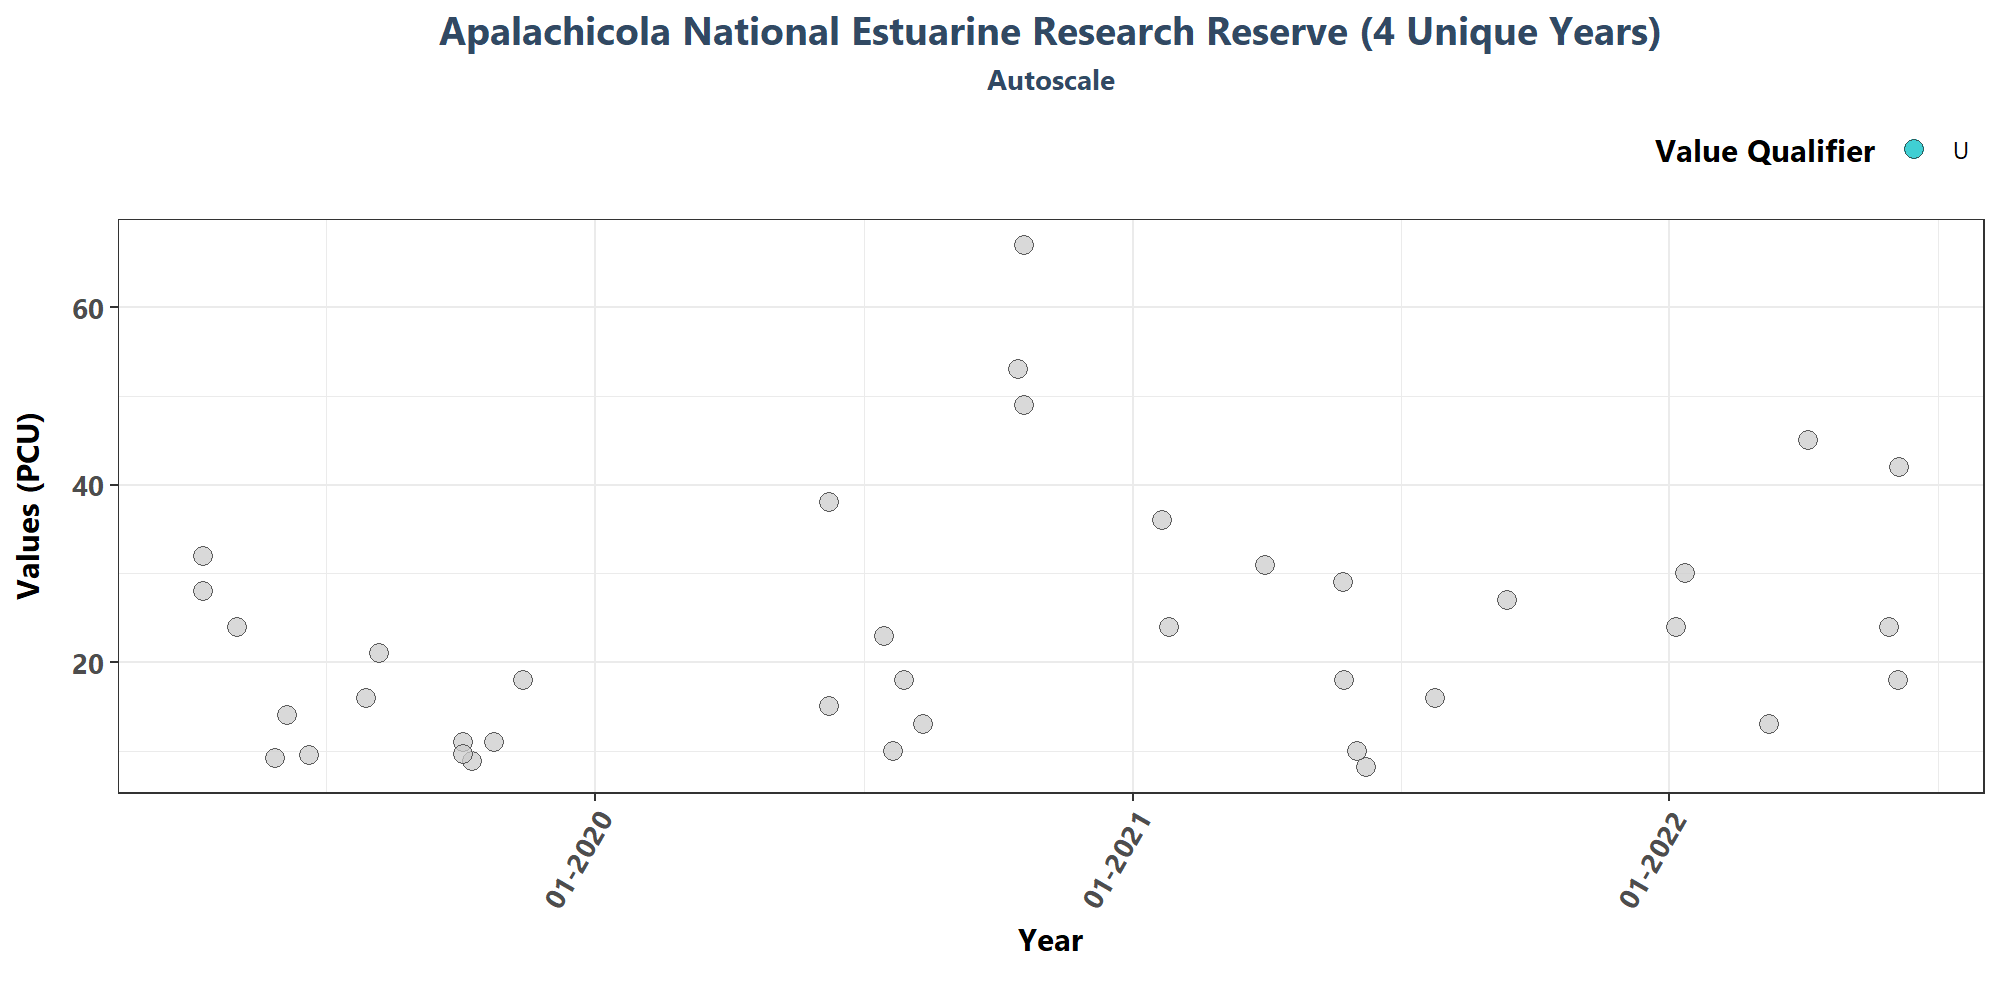 Apalachicola National Estuarine Research Reserve (4 Unique Years)
Autoscale
Value Qualifier U
Values (PCU)
60
40
20
01-2020
01-2021
01-2022
Year